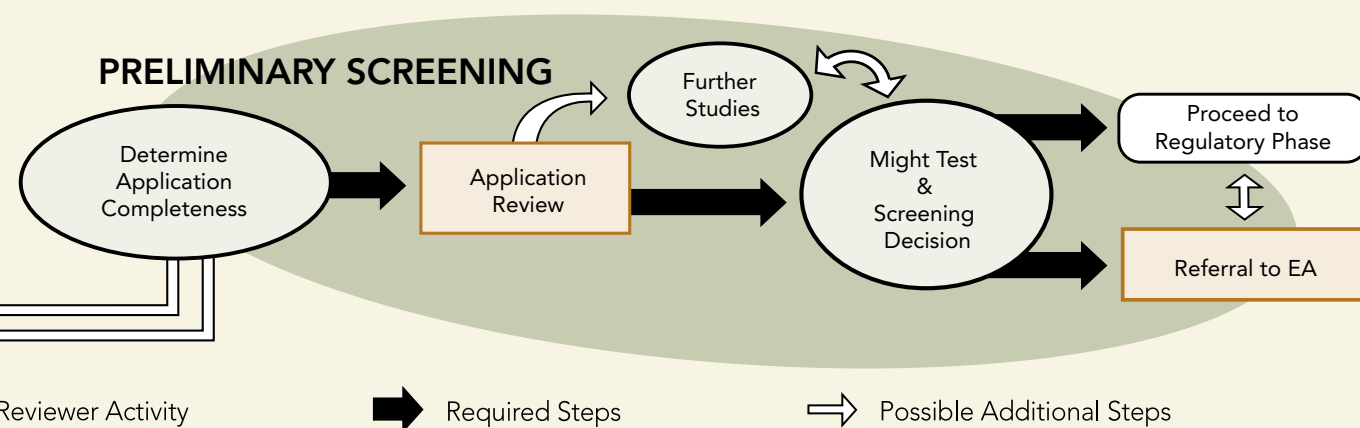 PRELIMINARY SCREENING
Determine
Application
Completeness
Application
Review
Further
Studies
Might Test
&
Screening
Decision
Proceed to
Regulatory Phase
Referral to EA
Reviewer Activity
Required Steps
Possible Additional Steps